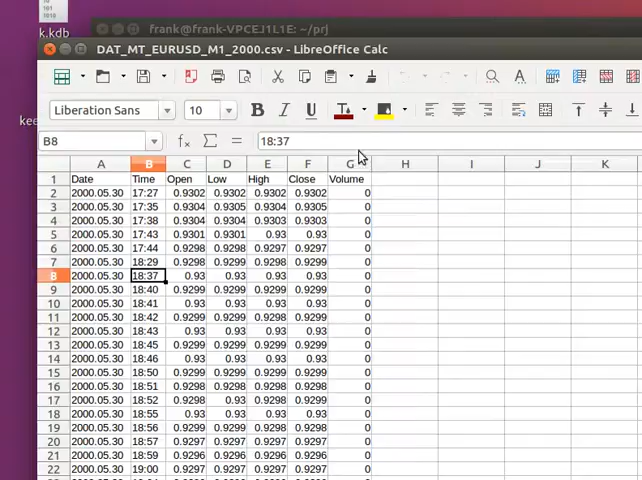 k.kdb
frank@frank-VPCEJ1L1E: ~/prj
DAT_MT_EURUSD_M1_2000.csv - LibreOffice Calc
kee
Liberation Sans 10 B I U T A
B8 fx Σ = 18:37
A B C D E F G H I J K
1 Date Time Open Low High Close Volume
2 2000.05.30 17:27 0.9302 0.9302 0.9302 0.9302 0
3 2000.05.30 17:35 0.9304 0.9305 0.9304 0.9305 0
4 2000.05.30 17:38 0.9304 0.9304 0.9303 0.9303 0
5 2000.05.30 17:43 0.9301 0.9301 0.93 0.93 0
6 2000.05.30 17:44 0.9298 0.9298 0.9297 0.9297 0
7 2000.05.30 18:29 0.9298 0.9299 0.9298 0.9299 0
8 2000.05.30 18:37 0.93 0.93 0.93 0.93 0
9 2000.05.30 18:40 0.9299 0.9299 0.9299 0.9299 0
10 2000.05.30 18:41 0.93 0.93 0.93 0.93 0
11 2000.05.30 18:42 0.9299 0.9299 0.9298 0.9299 0
12 2000.05.30 18:43 0.93 0.93 0.93 0.93 0
13 2000.05.30 18:45 0.9299 0.9299 0.9299 0.9299 0
14 2000.05.30 18:46 0.93 0.93 0.93 0.93 0
15 2000.05.30 18:50 0.9299 0.9299 0.9299 0.9299 0
16 2000.05.30 18:51 0.9298 0.9298 0.9298 0.9298 0
17 2000.05.30 18:52 0.9298 0.93 0.9298 0.93 0
18 2000.05.30 18:55 0.93 0.93 0.93 0.93 0
19 2000.05.30 18:56 0.9299 0.9299 0.9298 0.9298 0
20 2000.05.30 18:57 0.9297 0.9297 0.9297 0.9297 0
21 2000.05.30 18:59 0.9296 0.9296 0.9296 0.9296 0
22 2000.05.30 19:00 0.9297 0.9297 0.9297 0.9297 0